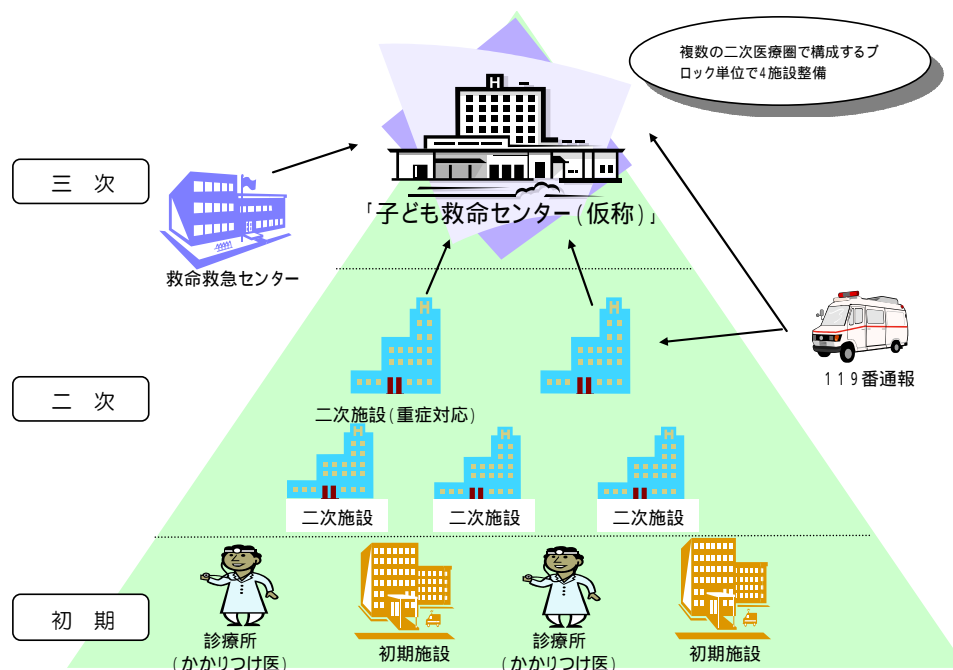 複数の二次医療圏で構成するブ
ロック単位で4施設整備
H
三 次
「子ども救命センター(仮称)」
救命救急センター
H
H
119番通報
二 次
二次施設(重症対応)
H
H
H
二次施設
二次施設
二次施設
初 期
診療所
(かかりつけ医)
初期施設
診療所
(かかりつけ医)
初期施設